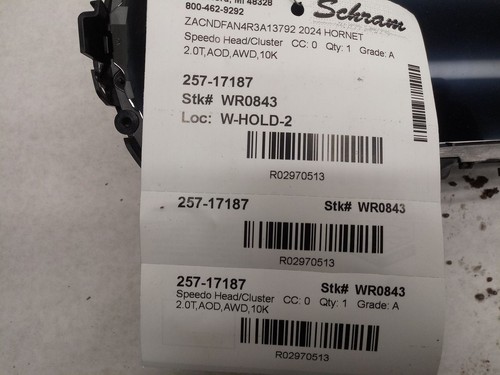 MI 48328
800-462-9292
Schram
ZACNDFAN4R3A13792 2024 HORNET
Speedo Head/Cluster CC: 0 Qty: 1 Grade: A
2.0T,AOD,AWD,10K
257-17187
Stk# WR0843
Loc: W-HOLD-2
R02970513
257-17187 Stk# WR0843
R02970513
257-17187 Stk# WR0843
Speedo Head/Cluster CC: 0 Qty: 1 Grade: A
2.0T,AOD,AWD,10K
R02970513